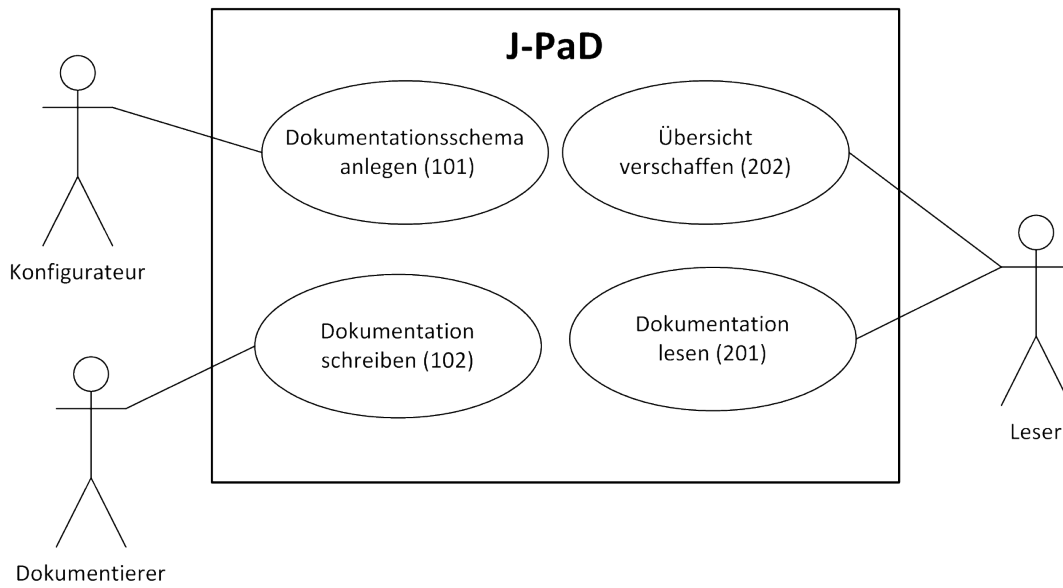 J-PaD
Dokumentationsschema
anlegen (101)
Übersicht
verschaffen (202)
Konfigurateur
Dokumentation
schreiben (102)
Dokumentation
lesen (201)
Leser
Dokumentierer